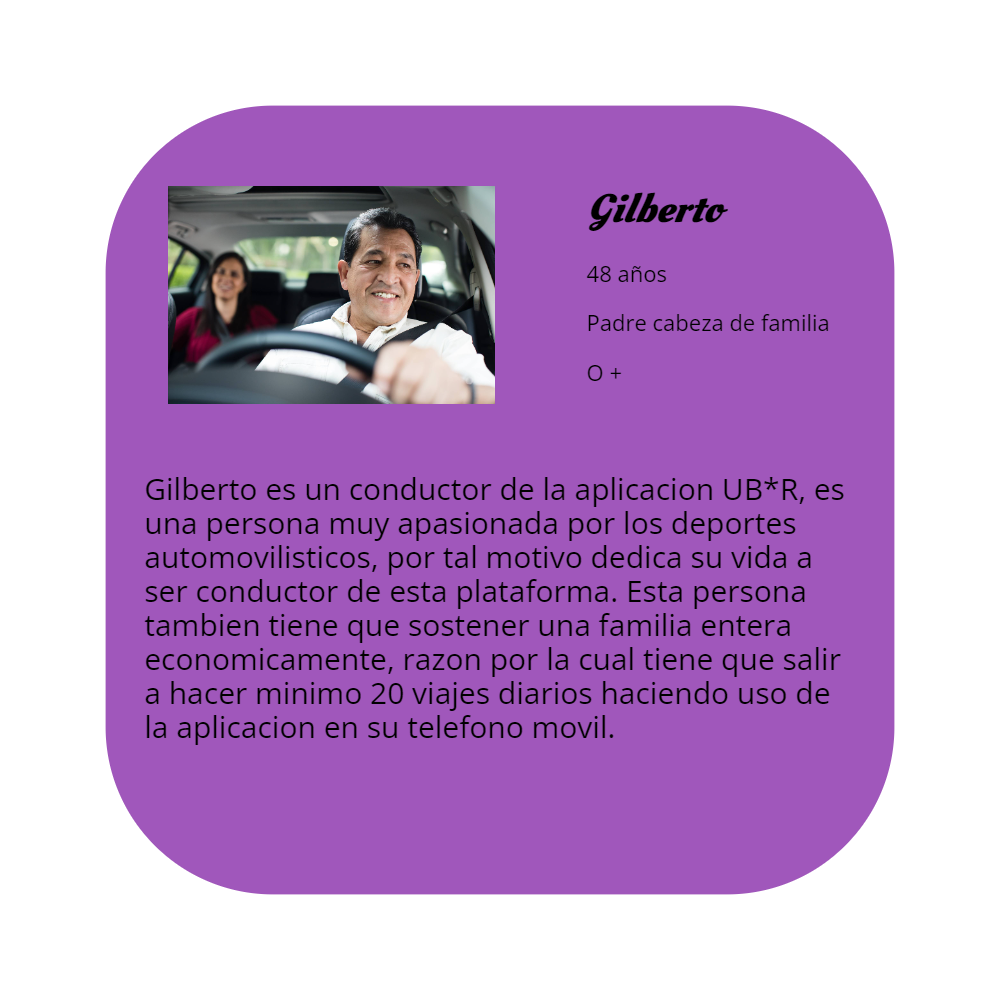 Gilberto
48 años
Padre cabeza de familia
O +
Gilberto es un conductor de la aplicacion UB*R, es
una persona muy apasionada por los deportes
automovilisticos, por tal motivo dedica su vida a
ser conductor de esta plataforma. Esta persona
tambien tiene que sostener una familia entera
economicamente, razon por la cual tiene que salir
a hacer minimo 20 viajes diarios haciendo uso de
la aplicacion en su telefono movil.